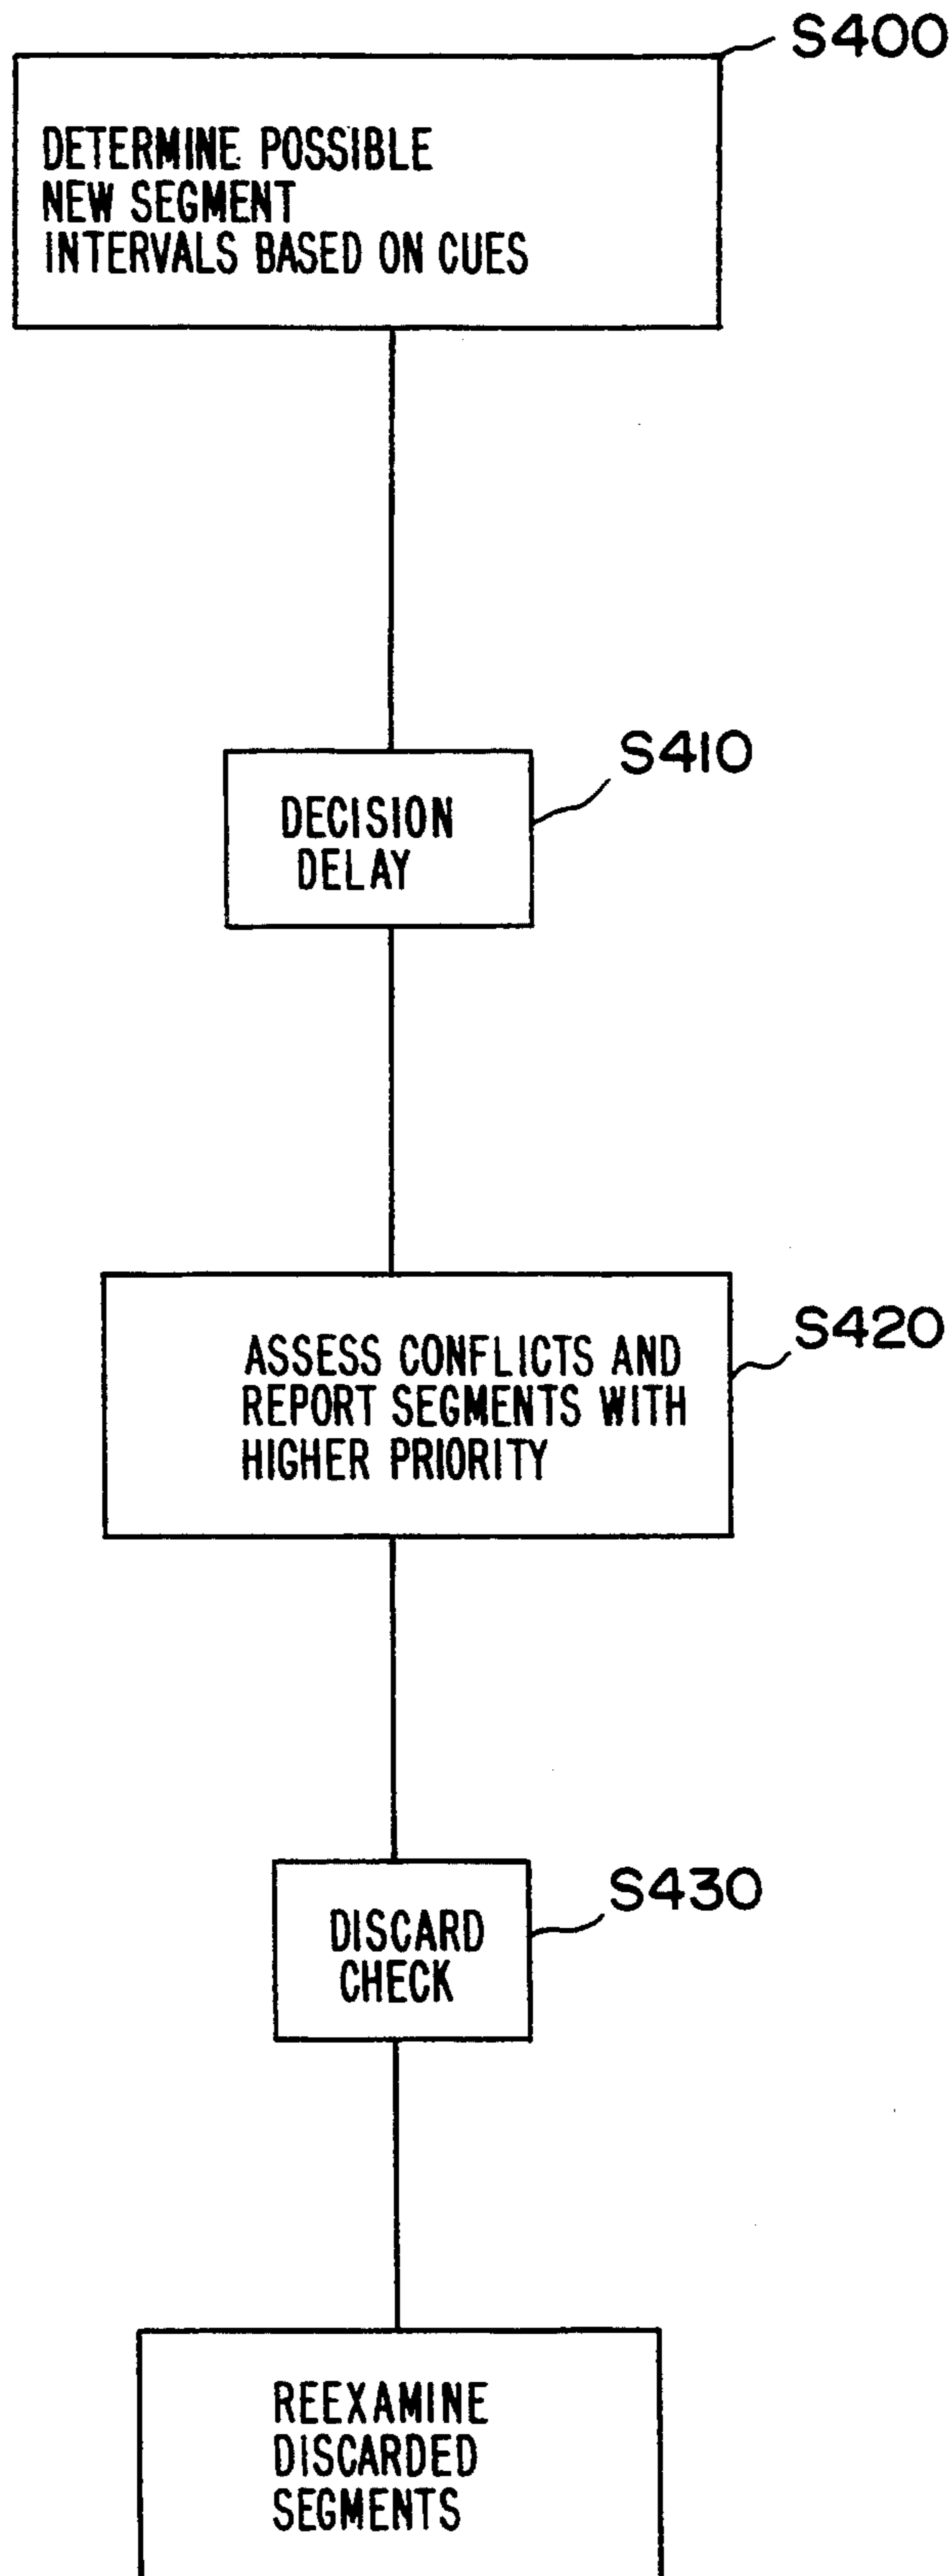 S400
DETERMINE POSSIBLE
NEW SEGMENT
INTERVALS BASED ON CUES
S410
DECISION
DELAY
S420
ASSESS CONFLICTS AND
REPORT SEGMENTS WITH
HIGHER PRIORITY
S430
DISCARD
CHECK
REEXAMINE
DISCARDED
SEGMENTS